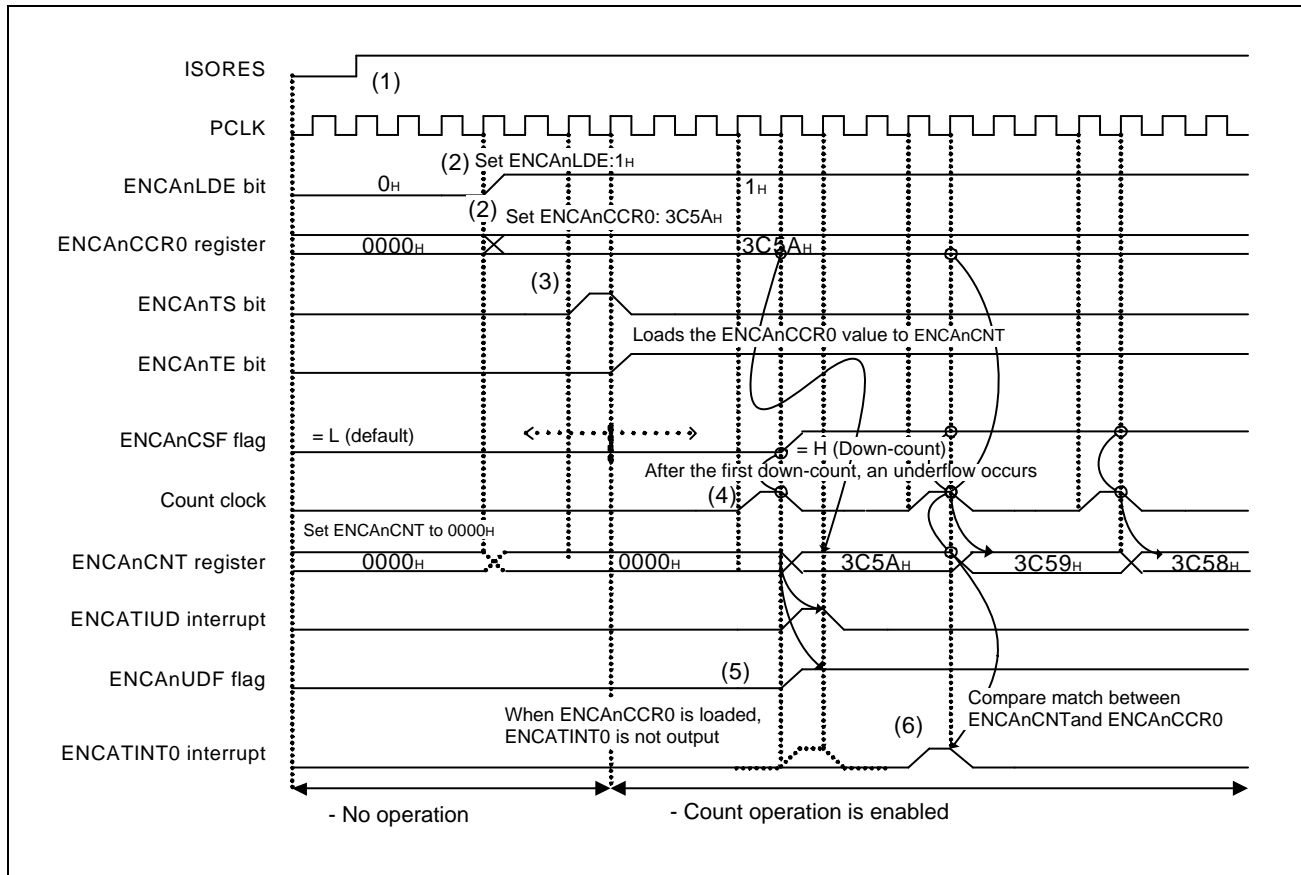 ISORES
(1)
PCLK
(2) Set ENCAnLDE:1H
ENCAnLDE bit
0H
1H
(2) Set ENCAnCCR0: 3C5AH
ENCAnCCR0 register
0000H
3C5AH
(3)
ENCAnTS bit
Loads the ENCAnCCR0 value to ENCAnCNT
ENCAnTE bit
ENCAnCSF flag
= L (default)
= H (Down-count)
After the first down-count, an underflow occurs
Count clock
(4)
Set ENCAnCNT to 0000H
ENCAnCNT register
0000H
0000H
3C5AH
3C59H
3C58H
ENCATIUD interrupt
ENCAnUDF flag
(5)
When ENCAnCCR0 is loaded,
ENCATINT0 is not output
Compare match between
ENCAnCNTand ENCAnCCR0
(6)
ENCATINT0 interrupt
- No operation
- Count operation is enabled